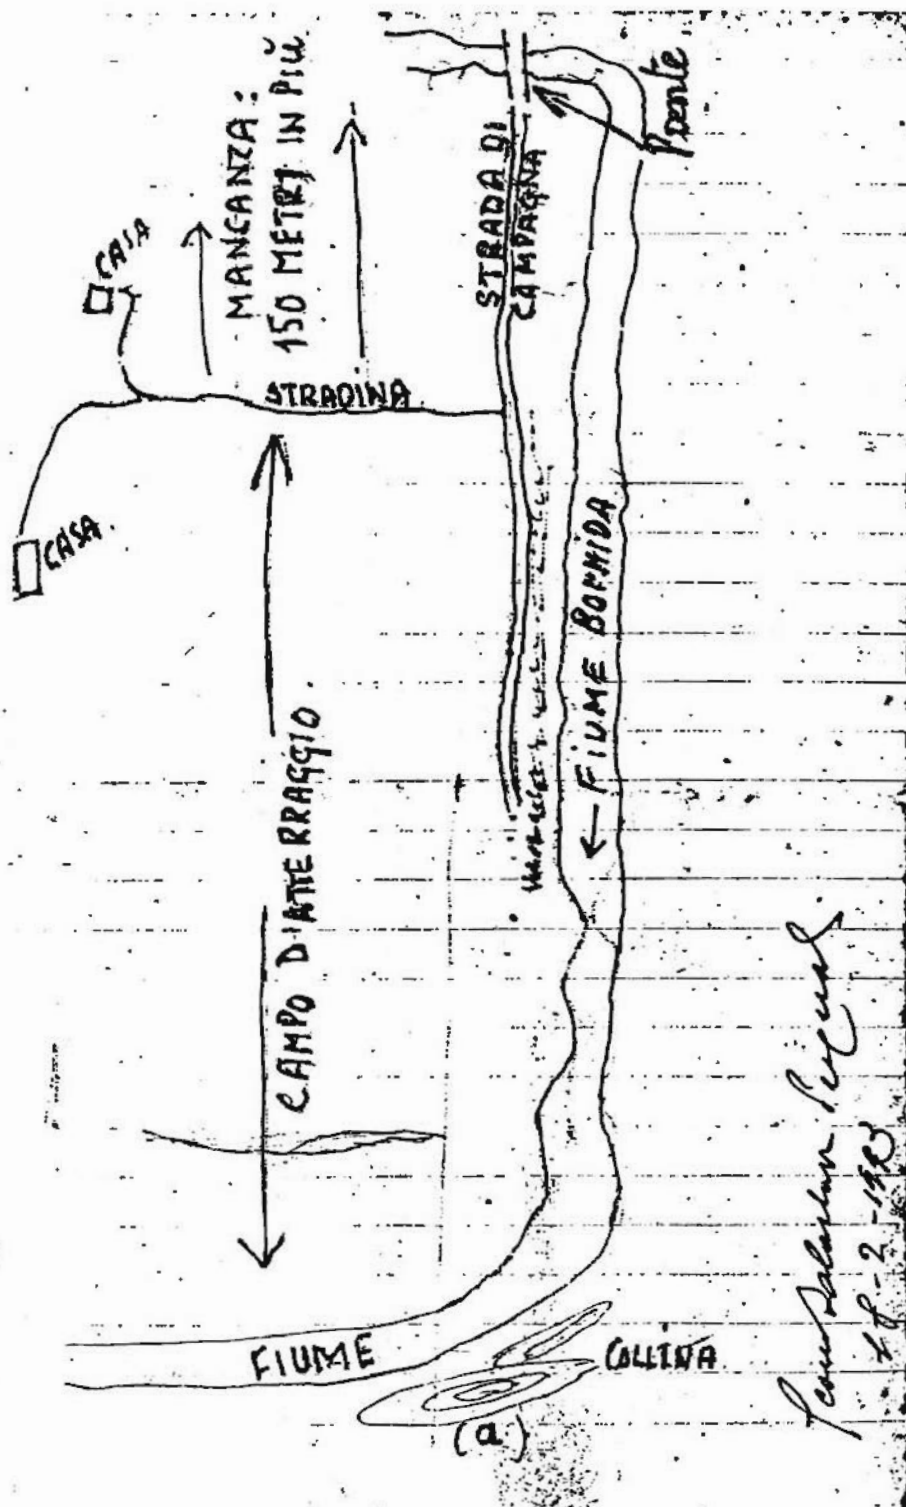 CASA
MANCANZA:
150 METRI IN PIÙ
STRADA DI
CAMPAGNA
Ponte
STRADINA
CASA.
CAMPO D'ATTERRAGGIO.
← FIUME BORMIDA
FIUME
COLLINA
(a)